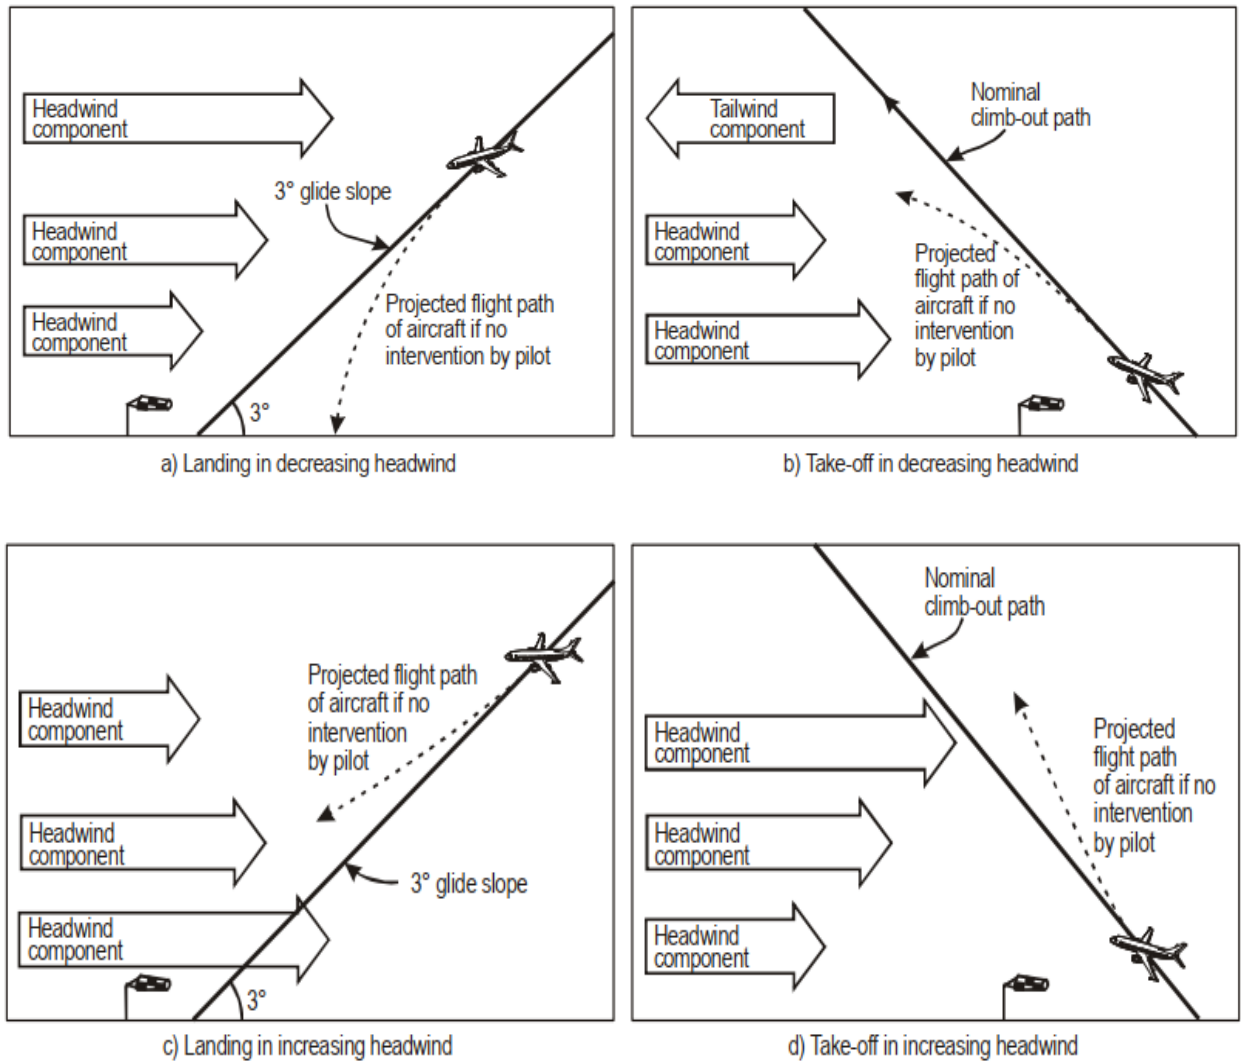 Headwind
component
Headwind
component
Headwind
component
3° glide slope
Projected flight path
of aircraft if no
intervention by pilot
3°
a) Landing in decreasing headwind
Tailwind
component
Headwind
component
Headwind
component
Nominal
climb-out path
Projected
flight path of
aircraft if no
intervention
by pilot
b) Take-off in decreasing headwind
Headwind
component
Headwind
component
Headwind
component
Projected flight path
of aircraft if no
intervention
by pilot
3° glide slope
3°
c) Landing in increasing headwind
Nominal
climb-out path
Headwind
component
Headwind
component
Headwind
component
Projected
flight path
of aircraft if no
intervention
by pilot
d) Take-off in increasing headwind